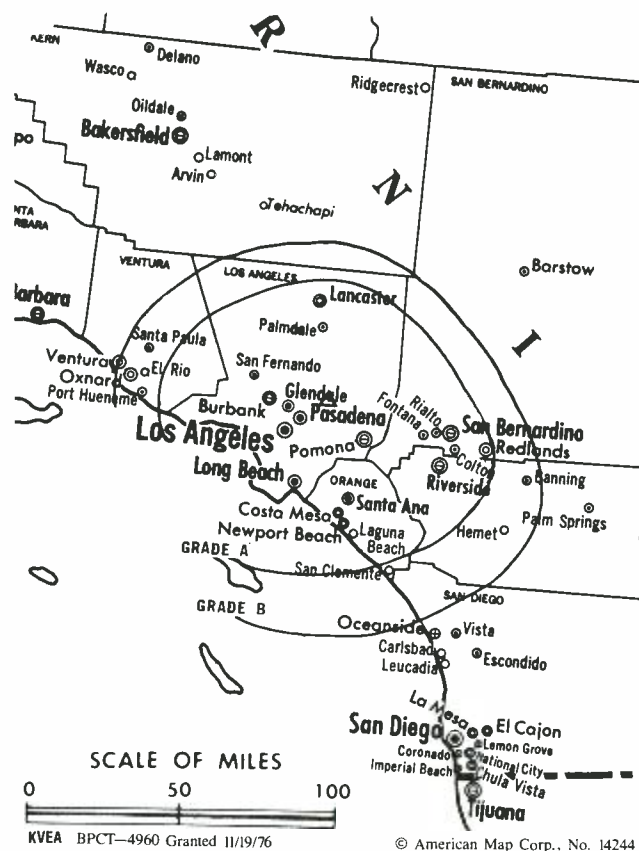 R
KERN
Delano
Wasco
Ridgecrest
SAN BERNARDINO
Oildale
Bakersfield
po
Lamont
Arvin
N
Tehachapi
NTA
RBARA
VENTURA
LOS ANGELES
Barstow
Lancaster
arbara
Palmdale
I
Santa Paula
Ventura
San Fernando
El Rio
Oxnard
Port Hueneme
Glendale
Burbank
Pasadena
Fontana
Rialto
San Bernardino
Los Angeles
Pomona
Redlands
Colton
Long Beach
ORANGE
Riverside
Banning
Santa Ana
Costa Mesa
Palm Springs
Newport Beach
Laguna
Beach
Hemet
GRADE A
San Clemente
SAN DIEGO
GRADE B
Oceanside
Vista
Carlsbad
Leucadia
Escondido
La Mesa
El Cajon
San Diego
Lemon Grove
Coronado
National City
Imperial Beach
Chula Vista
Tijuana
SCALE OF MILES
0 50 100
KVEA BPCT—4960 Granted 11/19/76
© American Map Corp., No. 14244